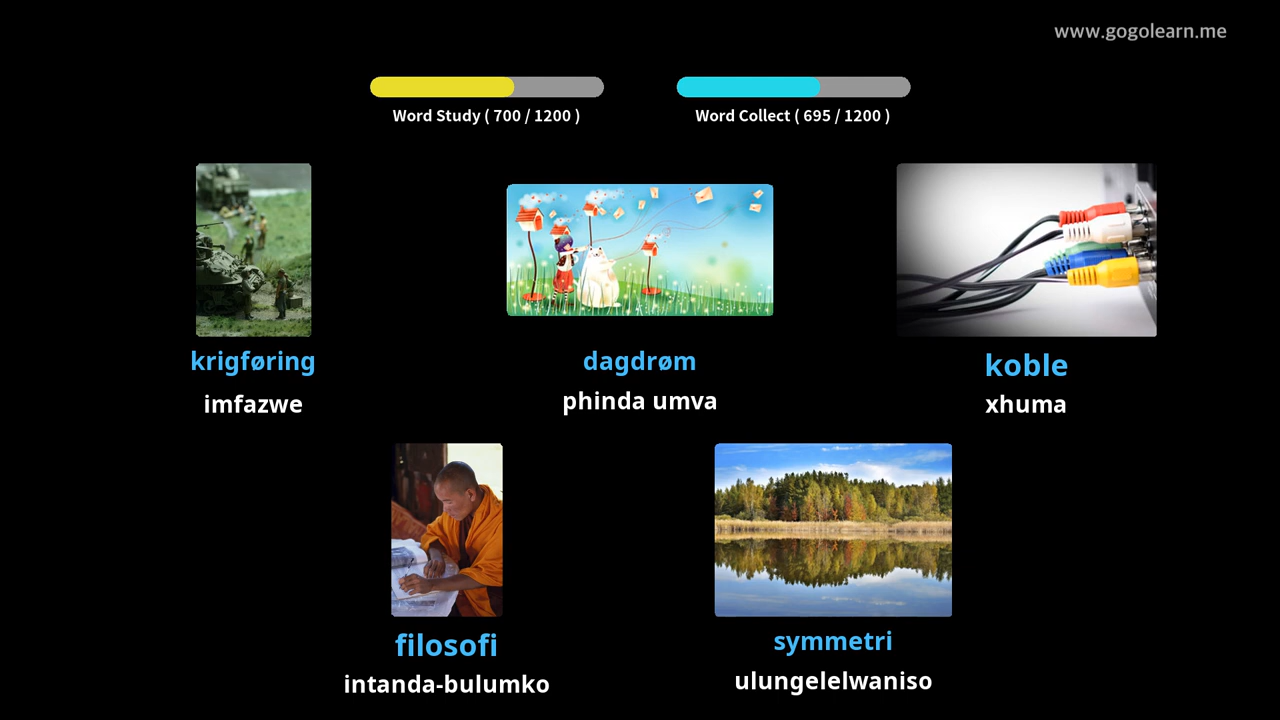 www.gogolearn.me
Word Study ( 700 / 1200 )
Word Collect ( 695 / 1200 )
krigføring
imfazwe
dagdrøm
phinda umva
koble
xhuma
filosofi
intanda-bulumko
symmetri
ulungelelwaniso